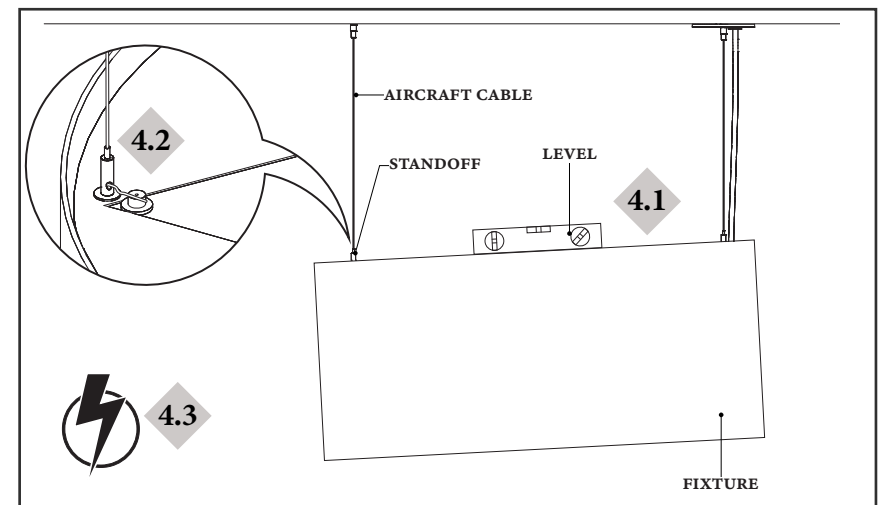 AIRCRAFT CABLE
4.2
STANDOFF
LEVEL
4.1
4.3
FIXTURE